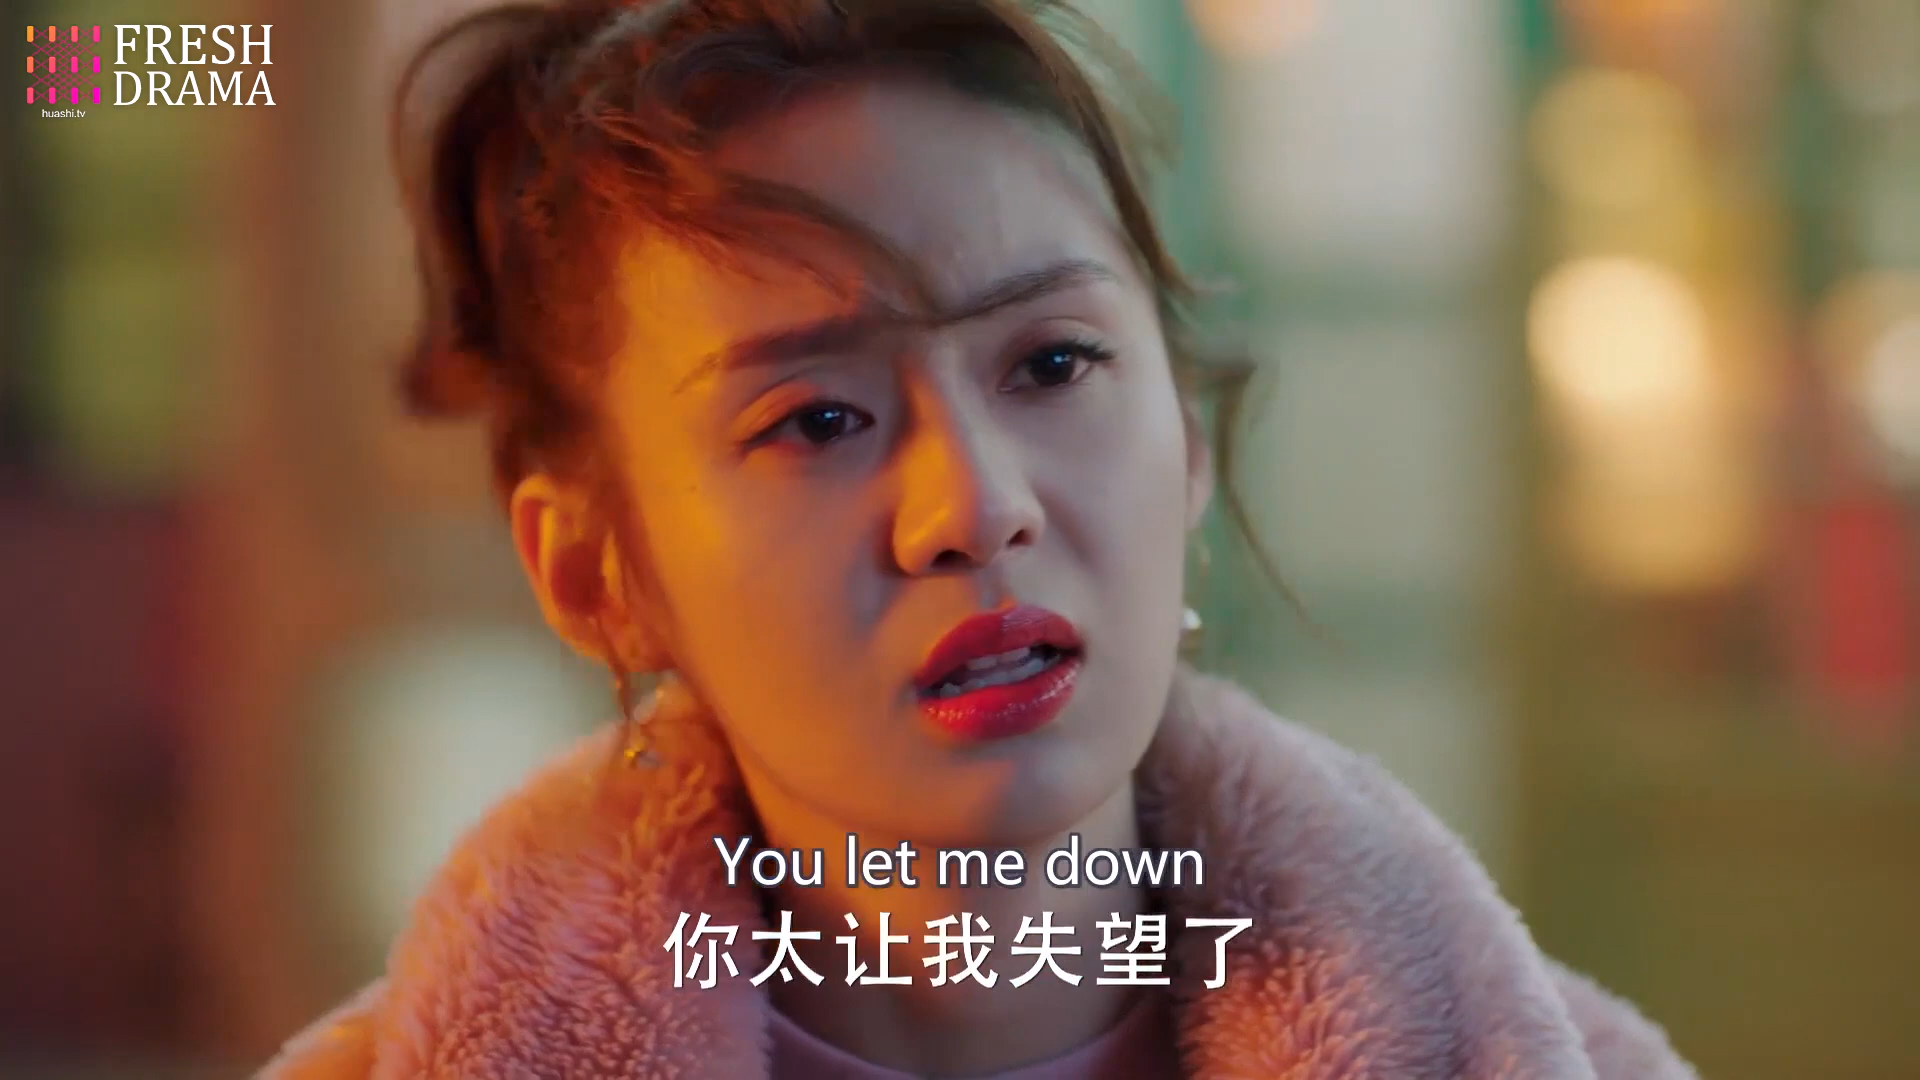 FRESH
DRAMA
huashi.tv
You let me down
你太让我失望了